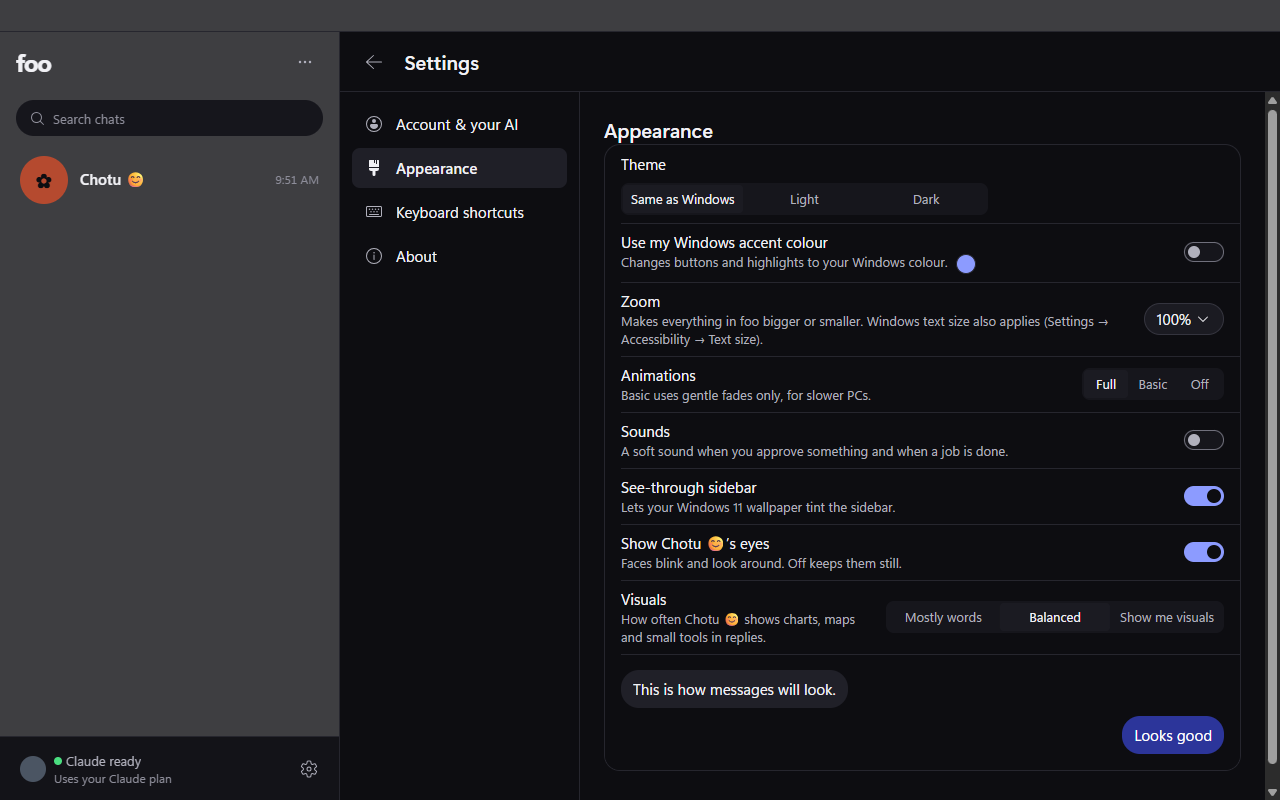 foo
...
Settings
Search chats
Chotu 😊
9:51 AM
Account & your AI
Appearance
Keyboard shortcuts
About
Appearance
Theme
Same as Windows Light Dark
Use my Windows accent colour
Changes buttons and highlights to your Windows colour.
Zoom
Makes everything in foo bigger or smaller. Windows text size also applies (Settings →
Accessibility → Text size).
100%
Animations
Basic uses gentle fades only, for slower PCs.
Full Basic Off
Sounds
A soft sound when you approve something and when a job is done.
See-through sidebar
Lets your Windows 11 wallpaper tint the sidebar.
Show Chotu 😊's eyes
Faces blink and look around. Off keeps them still.
Visuals
How often Chotu 😊 shows charts, maps
and small tools in replies.
Mostly words Balanced Show me visuals
This is how messages will look.
Looks good
Claude ready
Uses your Claude plan